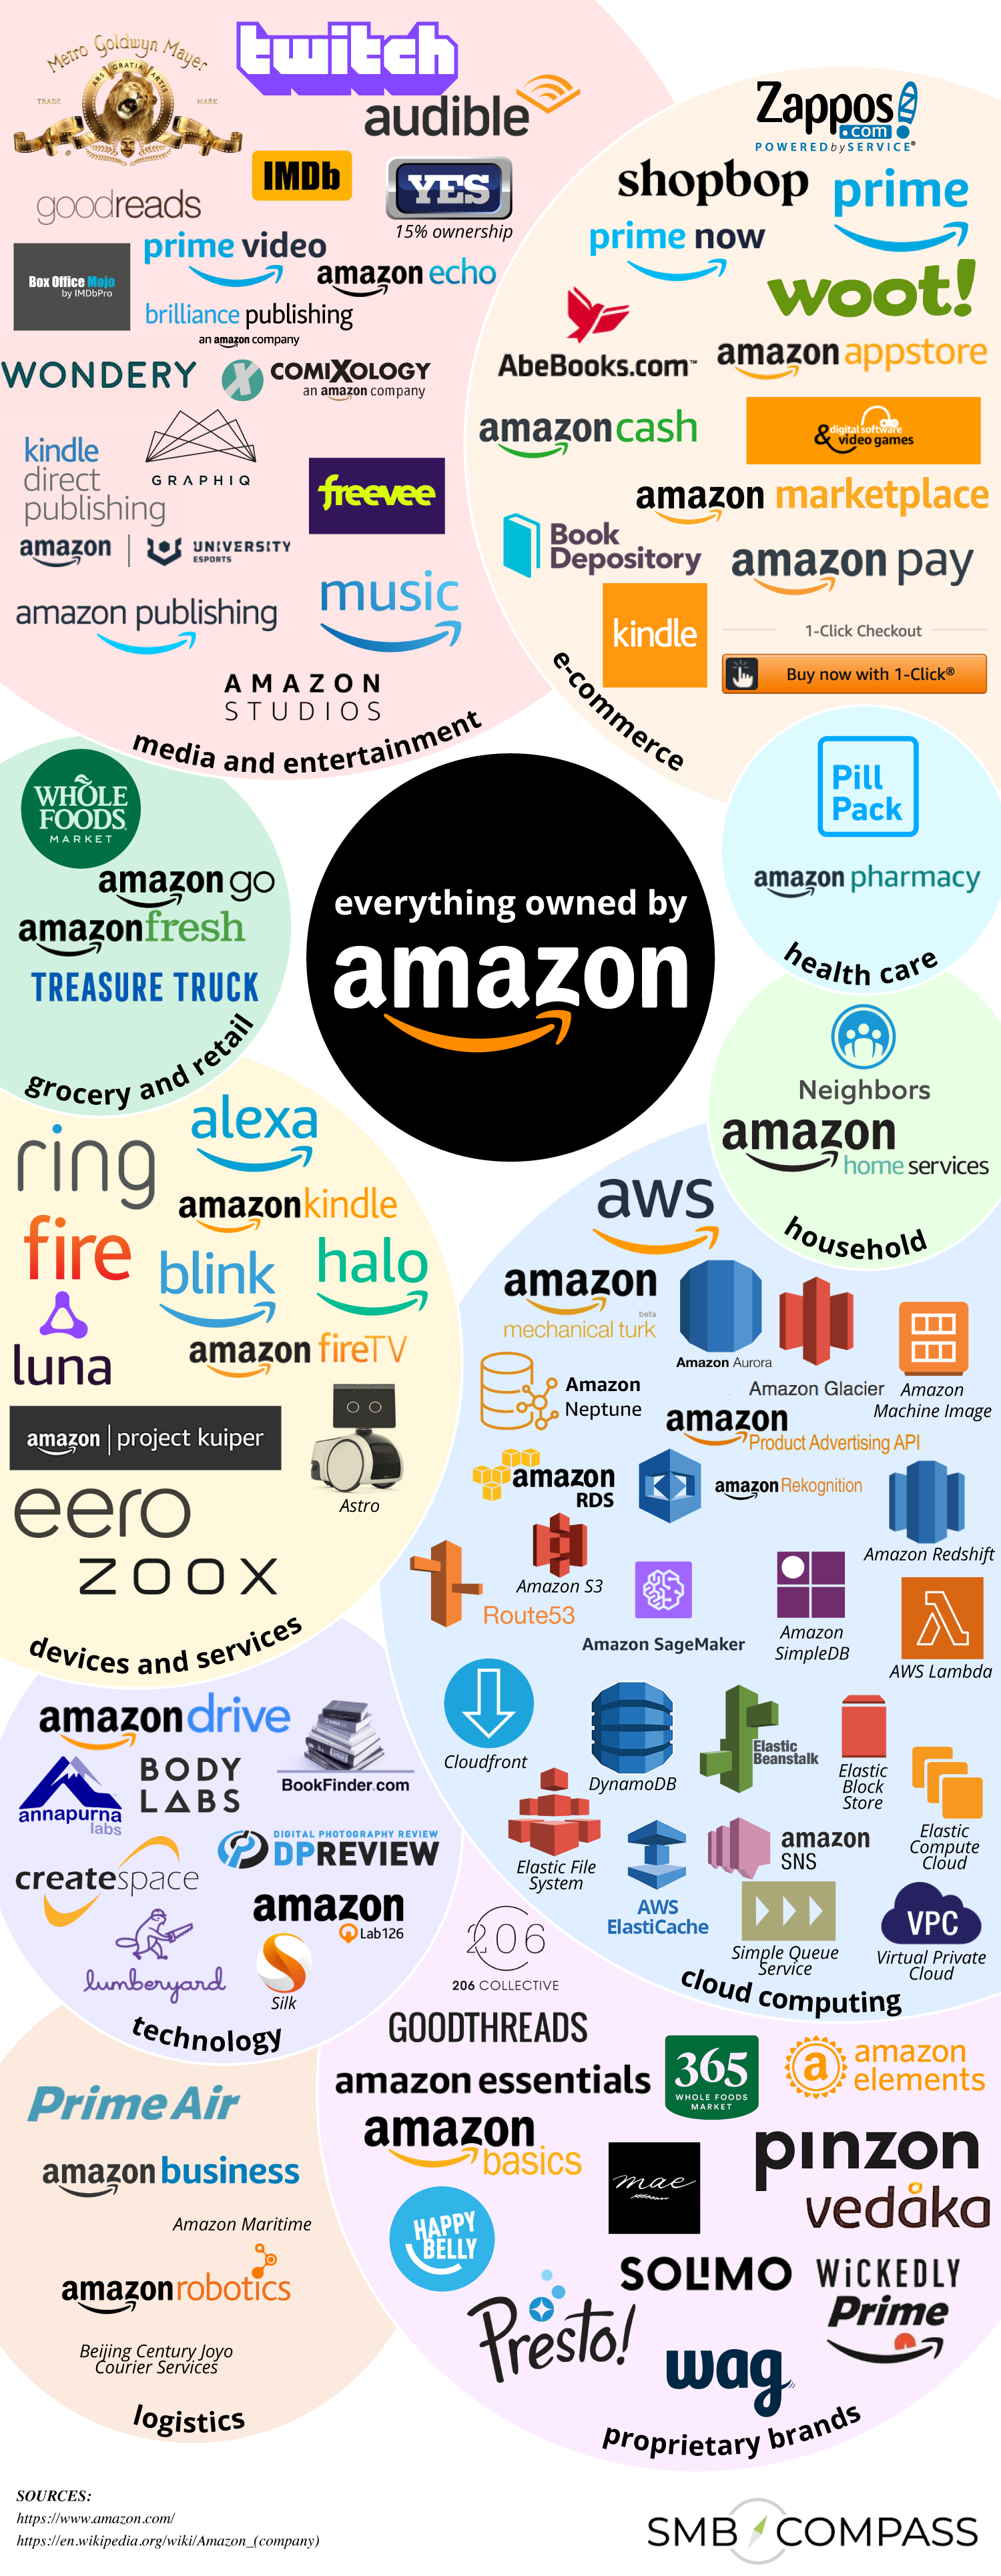 Metro Goldwyn Mayer
ARS GRATIA ARTIS
TRADE
MARK
twitch
audible
IMDb
YES
15% ownership
goodreads
Box Office Mojo
by IMDbPro
prime video
amazon echo
brilliance publishing
an amazon company
WONDERY
COMIXOLOGY
an amazon company
kindle
direct
publishing
GRAPHIQ
freevee
amazon | UNIVERSITY
ESPORTS
amazon publishing
music
AMAZON
STUDIOS
media and entertainment
Zappos
.com
POWERED by SERVICE®
shopbop
prime
prime now
woot!
AbeBooks.com™
amazon appstore
amazon cash
digital software
& video games
amazon marketplace
Book
Depository
amazon pay
kindle
1-Click Checkout
Buy now with 1-Click®
e-commerce
WHOLE
FOODS
MARKET
amazon go
amazonfresh
TREASURE TRUCK
grocery and retail
everything owned by
amazon
Pill
Pack
amazon pharmacy
health care
Neighbors
amazon
home services
household
ring
alexa
amazonkindle
fire
blink
halo
luna
amazon fireTV
amazon | project kuiper
Astro
eero
ZOOX
devices and services
aws
amazon
beta
mechanical turk
Amazon Aurora
Amazon Glacier
Amazon
Machine Image
Amazon
Neptune
amazon
Product Advertising API
amazon
RDS
amazon Rekognition
Amazon Redshift
Amazon S3
Route53
Amazon SageMaker
Amazon
SimpleDB
AWS Lambda
Cloudfront
DynamoDB
Elastic
Beanstalk
Elastic
Block
Store
Elastic
Compute
Cloud
Elastic File
System
AWS
ElastiCache
amazon
SNS
Simple Queue
Service
VPC
Virtual Private
Cloud
cloud computing
amazon drive
BookFinder.com
annapurna
labs
BODY
LABS
createspace
DIGITAL PHOTOGRAPHY REVIEW
DPREVIEW
amazon
Lab126
lumberyard
Silk
technology
Prime Air
amazon business
Amazon Maritime
amazon robotics
Beijing Century Joyo
Courier Services
logistics
206
206 COLLECTIVE
GOODTHREADS
amazon essentials
365
WHOLE FOODS
MARKET
a
amazon
elements
amazon
basics
mae
pinzon
vedaka
HAPPY
BELLY
SOLIMO
WiCKEDLY
Prime
Presto!
wag
proprietary brands
SOURCES:
https://www.amazon.com/
https://en.wikipedia.org/wiki/Amazon_(company)
SMB COMPASS